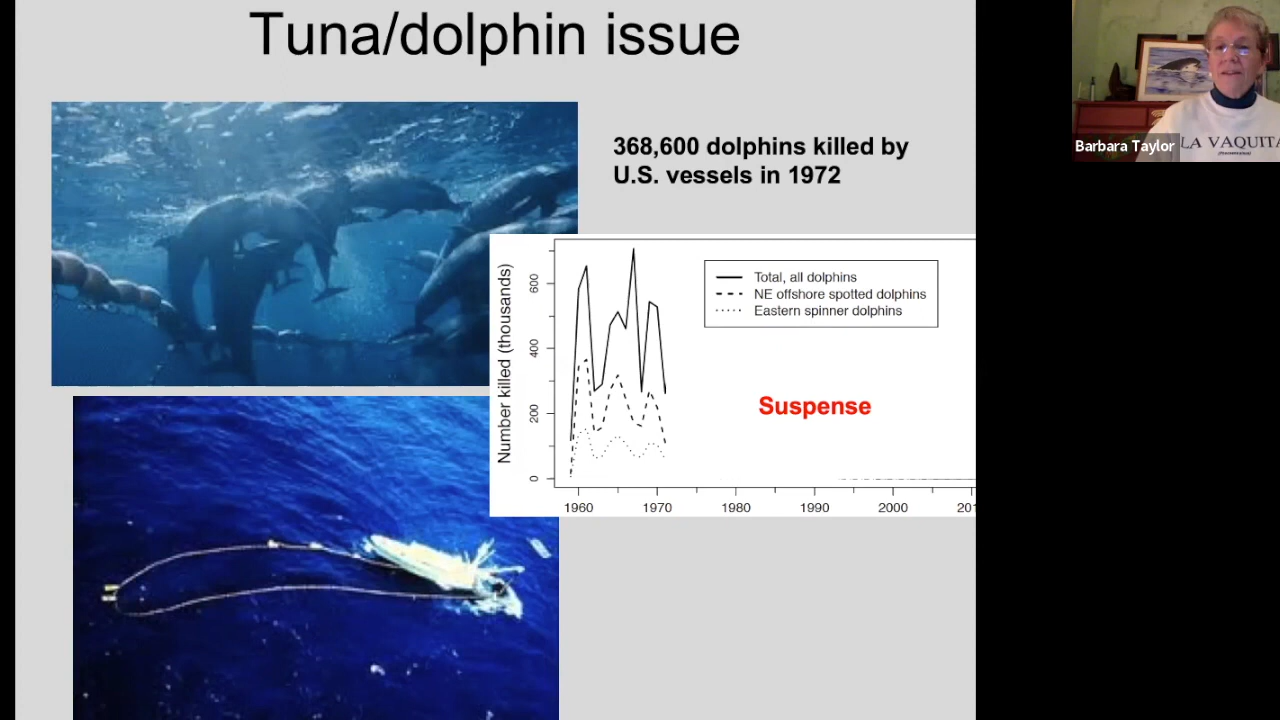 Tuna/dolphin issue
368,600 dolphins killed by
U.S. vessels in 1972
Number killed (thousands)
600
400
200
0
Total, all dolphins
NE offshore spotted dolphins
Eastern spinner dolphins
Suspense
1960 1970 1980 1990 2000 201
Barbara Taylor
LA VAQUITA